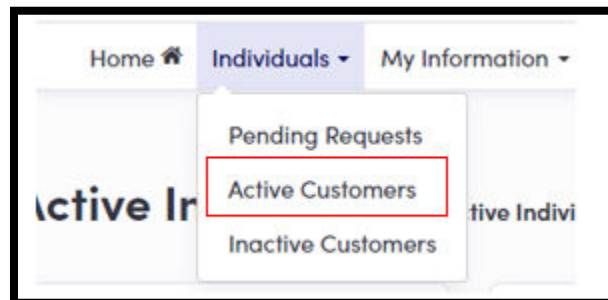 Home Individuals My Information
Pending Requests
Active Customers
Inactive Customers